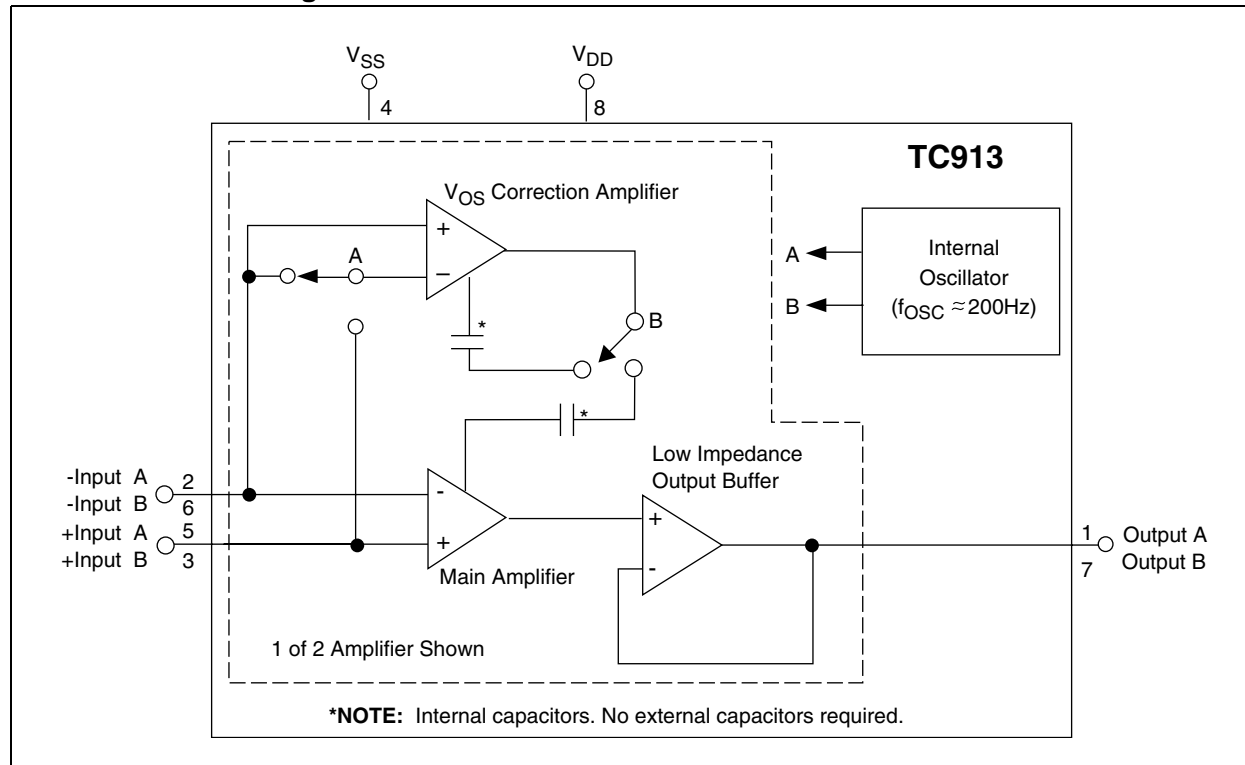 V_SS
4
V_DD
8
TC913
V_OS Correction Amplifier
+
A
−
*
B
A
B
Internal
Oscillator
(f_OSC ≈ 200Hz)
*
Low Impedance
Output Buffer
-Input A 2
-Input B 6
+Input A 5
+Input B 3
-
+
Main Amplifier
+
-
1 Output A
7 Output B
1 of 2 Amplifier Shown
*NOTE: Internal capacitors. No external capacitors required.